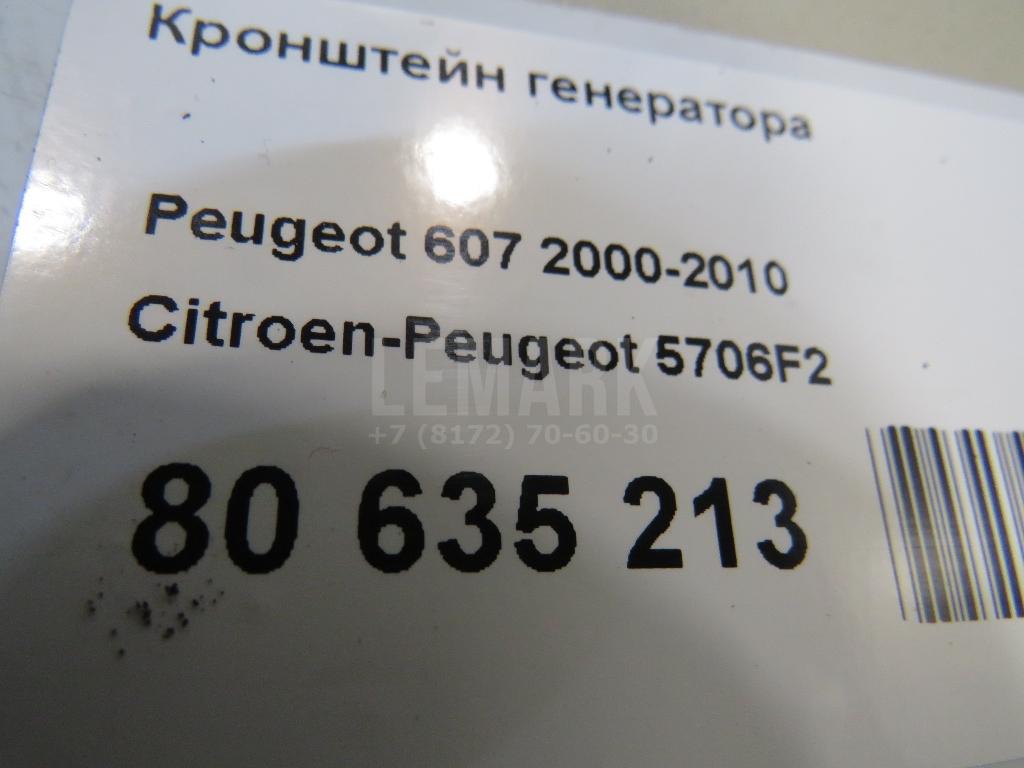 Кронштейн генератора
Peugeot 607 2000-2010
Citroen-Peugeot 5706F2
LEMARK
+7 (8172) 70-60-30
80 635 213